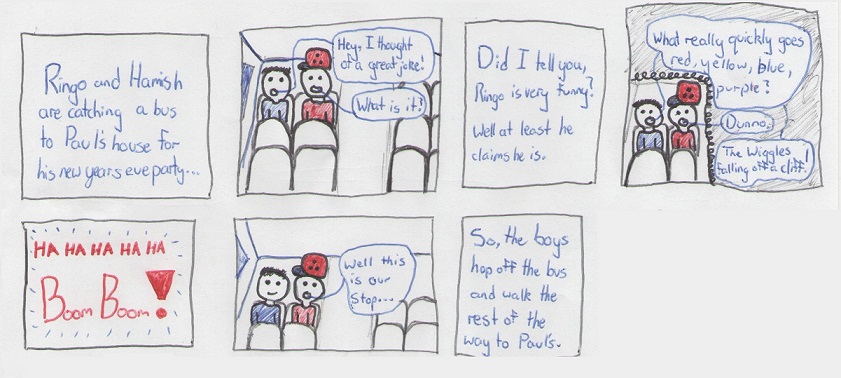 Ringo and Hamish
are catching a bus
to Paul's house for
his new years eve party...
Hey, I thought
of a great joke!
What is it?
Did I tell you,
Ringo is very funny?
Well at least he
claims he is.
What really quickly goes
red, yellow, blue,
purple?
Dunno.
The Wiggles
falling off a cliff!
HA HA HA HA HA
Boom Boom!
Well this
is our
stop...
So, the boys
hop off the bus
and walk the
rest of the
way to Paul's.